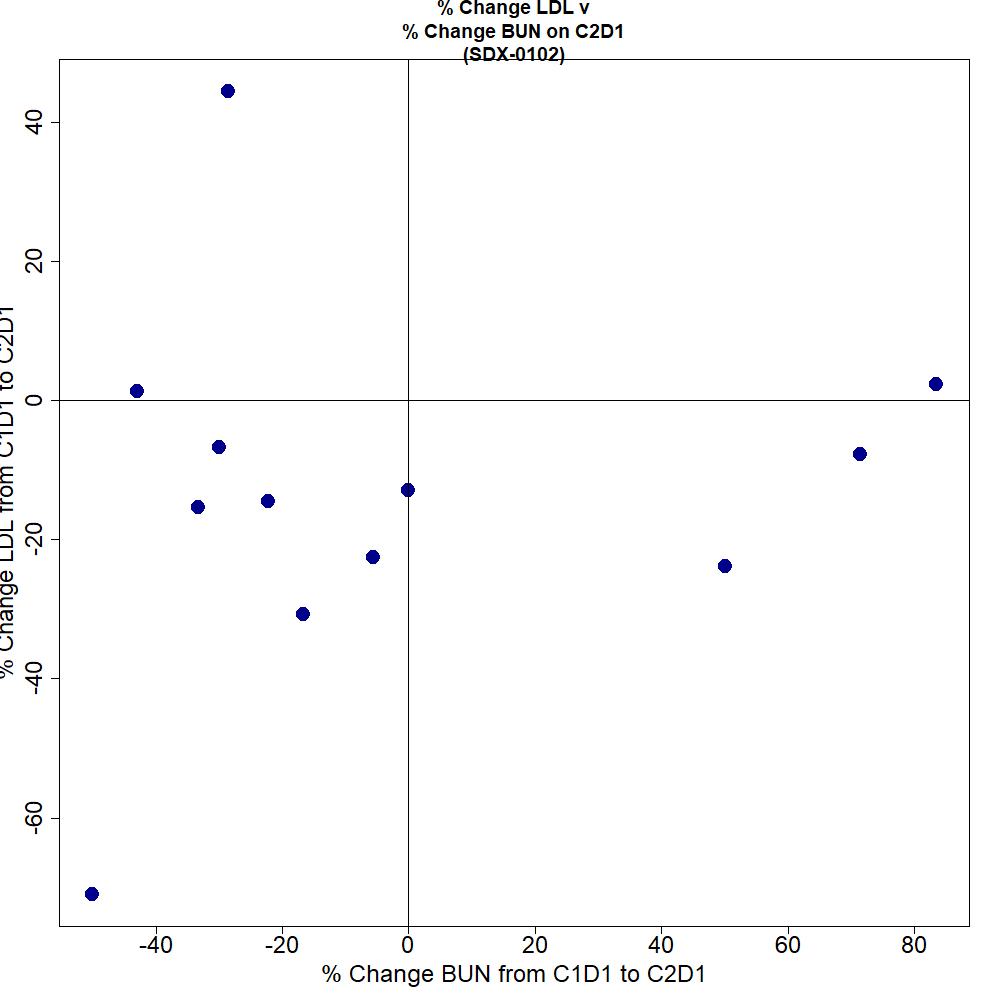 % Change LDL v
% Change BUN on C2D1
(SDX-0102)
% Change LDL from C1D1 to C2D1
40
20
0
-20
-40
-60
-40
-20
0
20
40
60
80
% Change BUN from C1D1 to C2D1